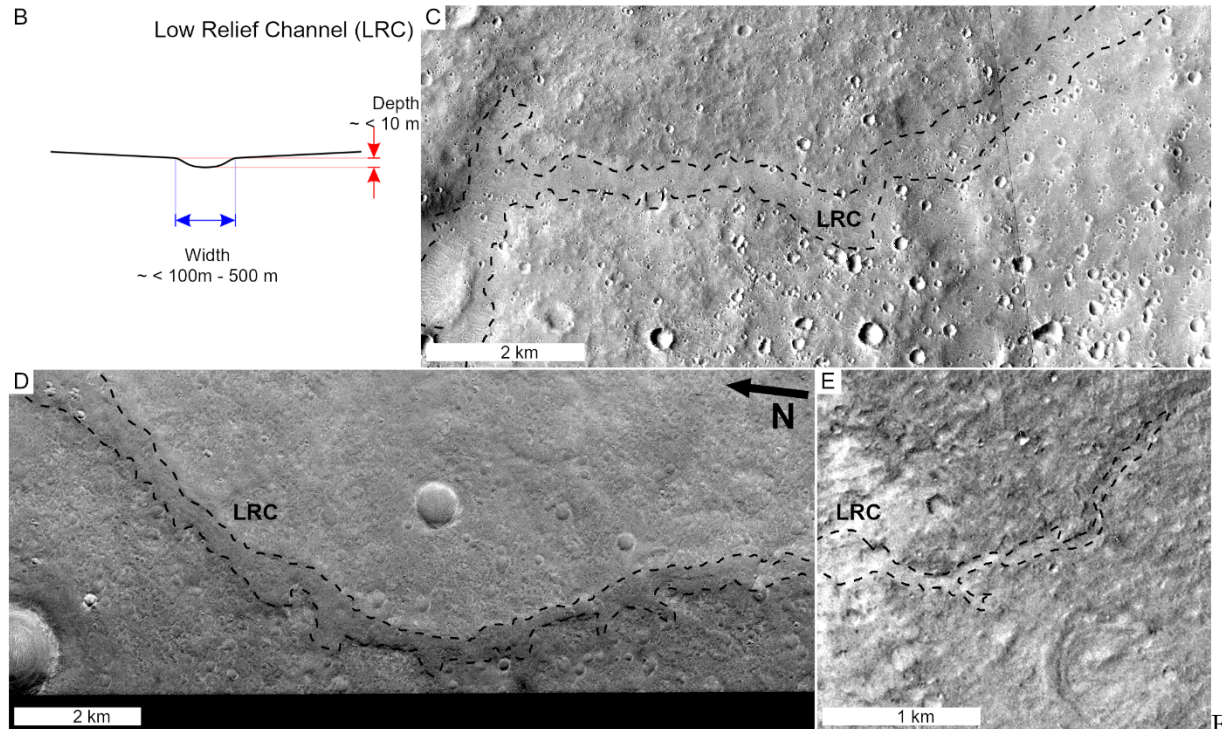 B
Low Relief Channel (LRC)
Depth
~ < 10 m
Width
~ < 100m - 500 m
C
LRC
2 km
D
N
LRC
2 km
E
LRC
1 km